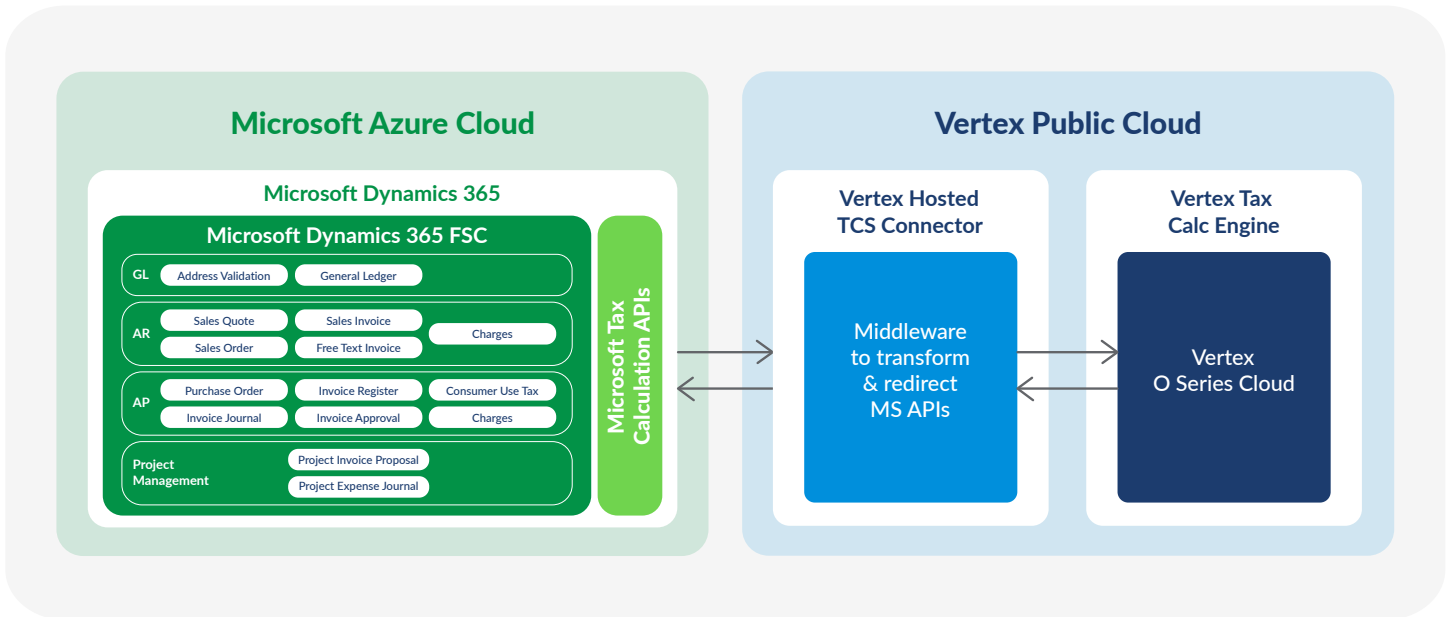 Microsoft Azure Cloud
Microsoft Dynamics 365
Microsoft Dynamics 365 FSC
GL
Address Validation
General Ledger
AR
Sales Quote
Sales Invoice
Charges
Sales Order
Free Text Invoice
AP
Purchase Order
Invoice Register
Consumer Use Tax
Invoice Journal
Invoice Approval
Charges
Project
Management
Project Invoice Proposal
Project Expense Journal
Microsoft Tax
Calculation APIs
Vertex Public Cloud
Vertex Hosted
TCS Connector
Middleware
to transform
& redirect
MS APIs
Vertex Tax
Calc Engine
Vertex
O Series Cloud